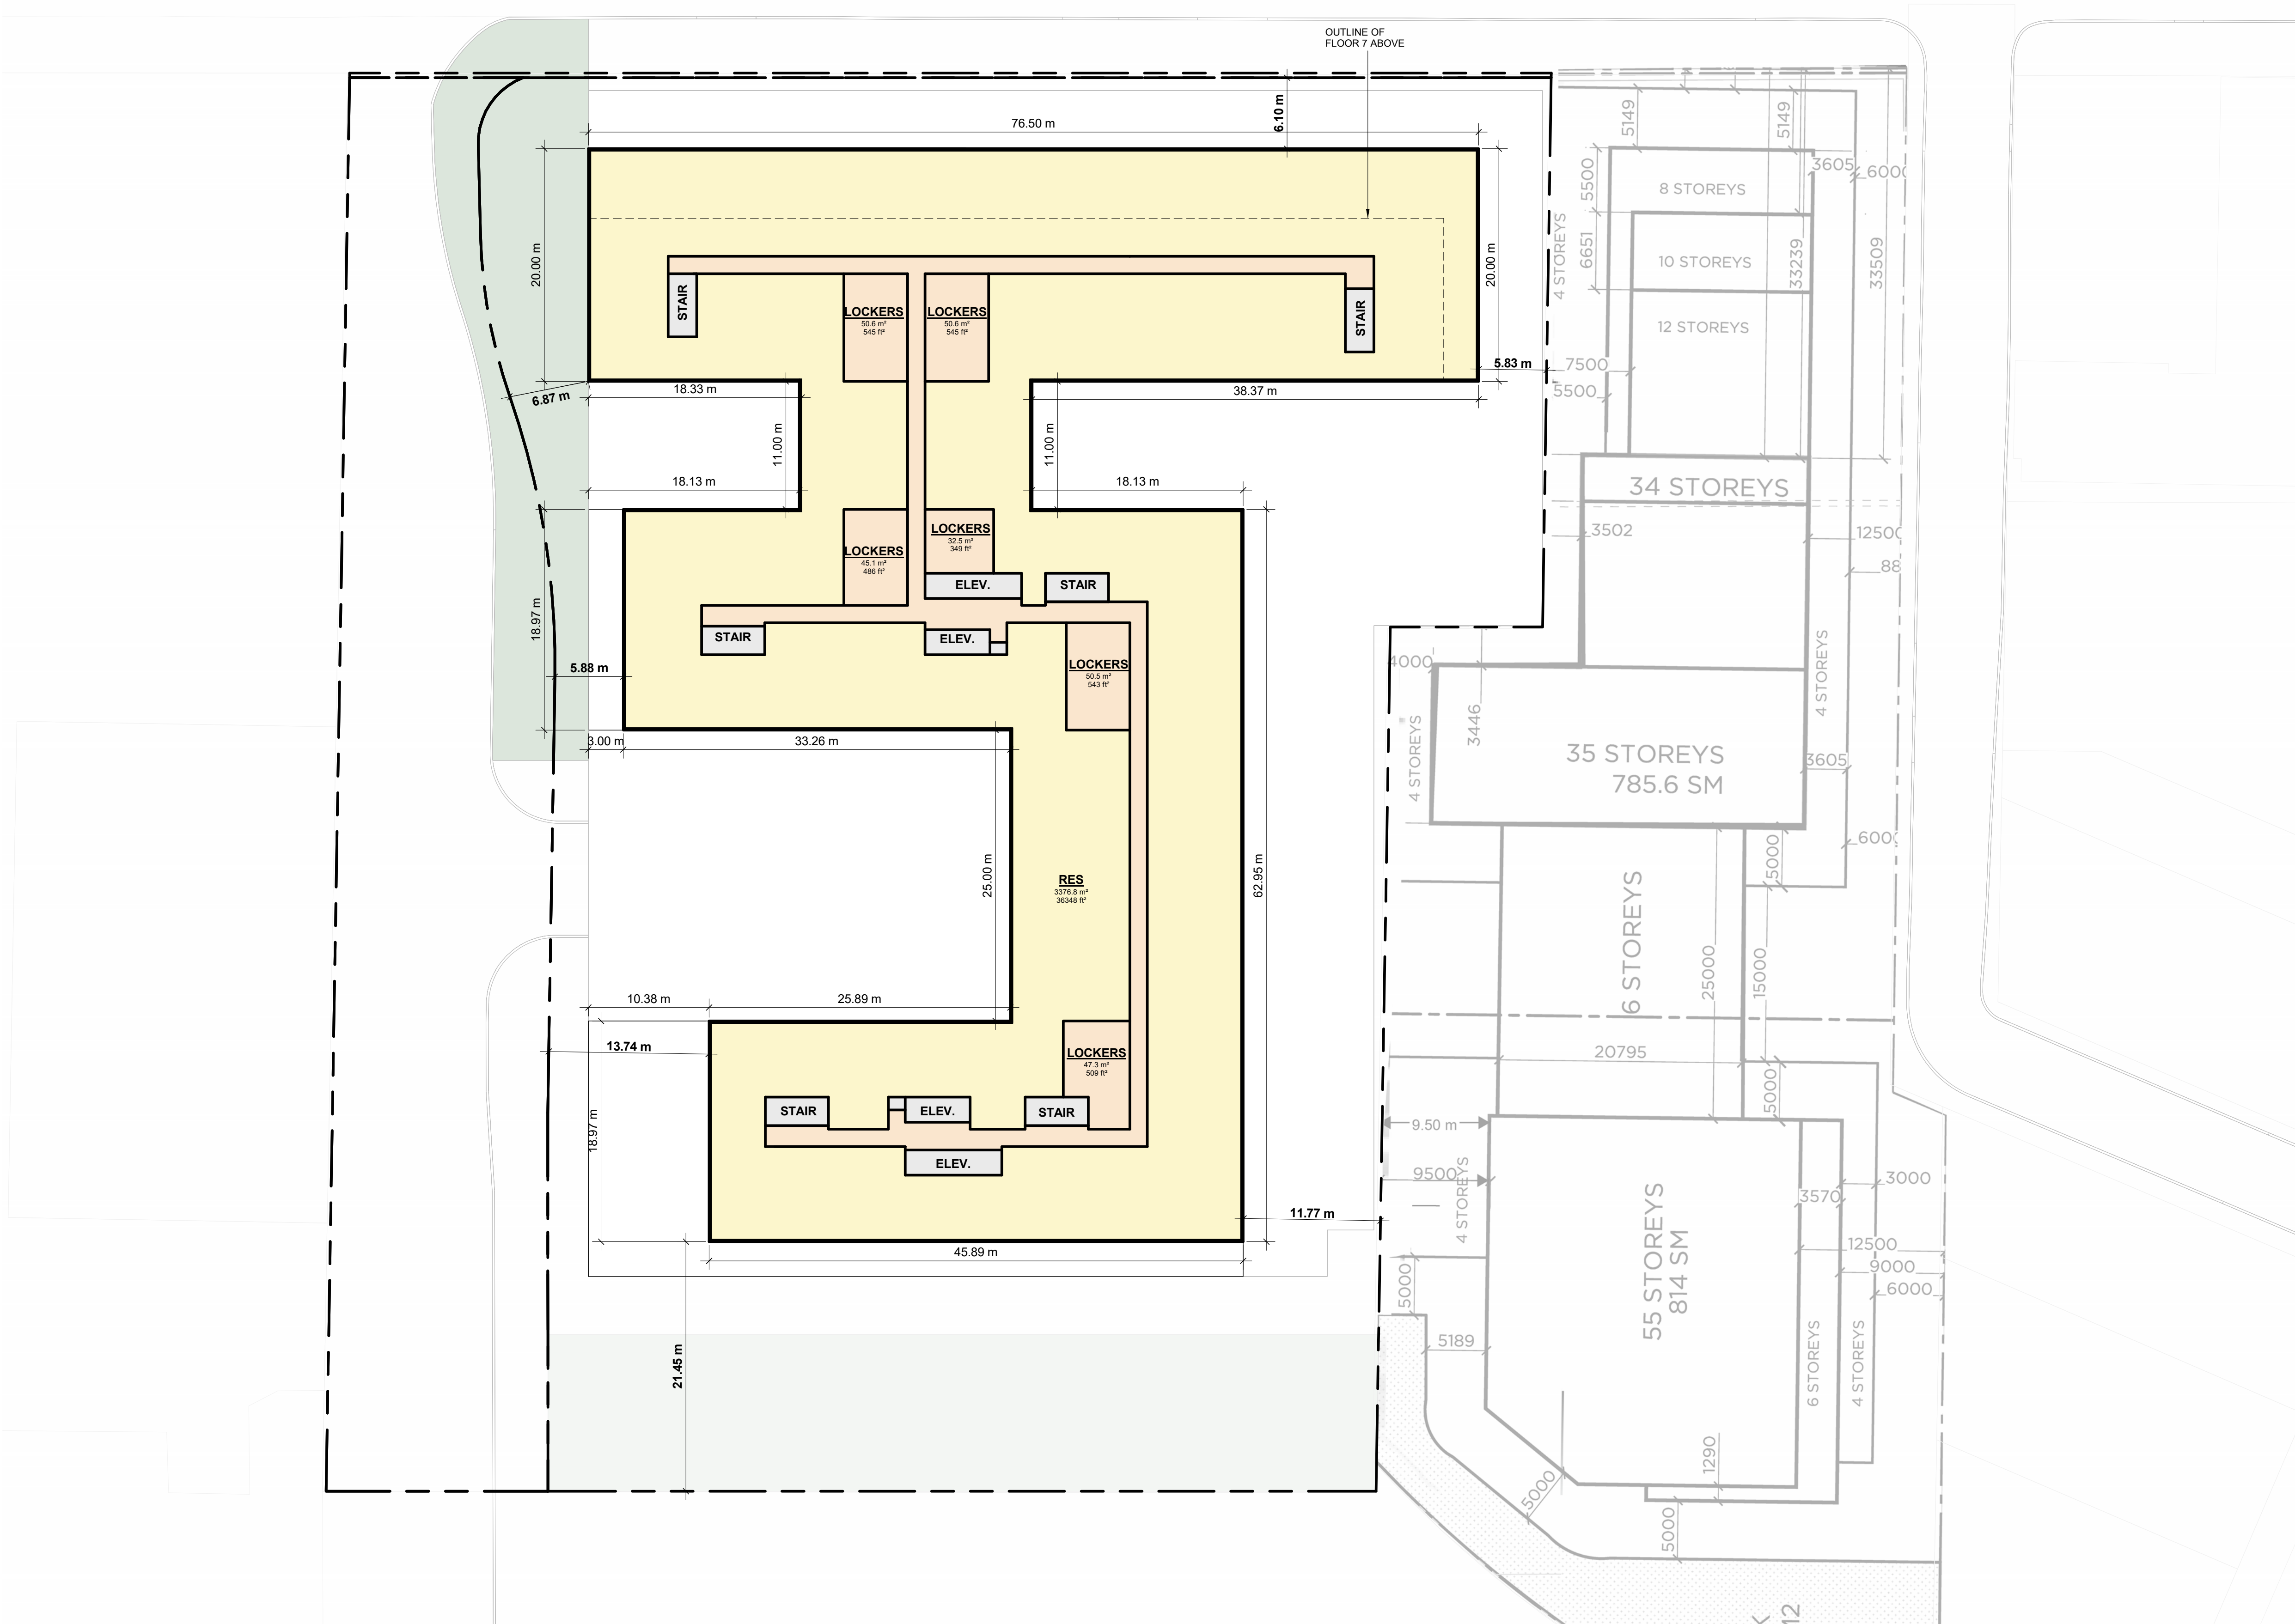 OUTLINE OF
FLOOR 7 ABOVE
76.50 m
6.10 m
20.00 m
20.00 m
STAIR
LOCKERS
50.6 m²
545 ft²
LOCKERS
50.6 m²
545 ft²
STAIR
5.83 m
6.87 m
18.33 m
38.37 m
11.00 m
11.00 m
18.13 m
18.13 m
LOCKERS
45.1 m²
486 ft²
LOCKERS
32.5 m²
349 ft²
ELEV.
STAIR
STAIR
ELEV.
18.97 m
5.88 m
LOCKERS
50.5 m²
543 ft²
3.00 m
33.26 m
25.00 m
62.95 m
RES
3376.8 m²
36348 ft²
10.38 m
25.89 m
13.74 m
LOCKERS
47.3 m²
509 ft²
STAIR
ELEV.
STAIR
ELEV.
18.97 m
11.77 m
45.89 m
21.45 m
5149
5149
3605
6000
5500
8 STOREYS
4 STOREYS
6651
10 STOREYS
33239
33509
12 STOREYS
7500
5500
34 STOREYS
3502
12500
88
4000
4 STOREYS
3446
4 STOREYS
35 STOREYS
785.6 SM
3605
6000
5000
6 STOREYS
25000
15000
20795
5000
9.50 m
9500
4 STOREYS
3000
3570
55 STOREYS
814 SM
12500
9000
6000
5000
5189
6 STOREYS
4 STOREYS
1290
5000
5000